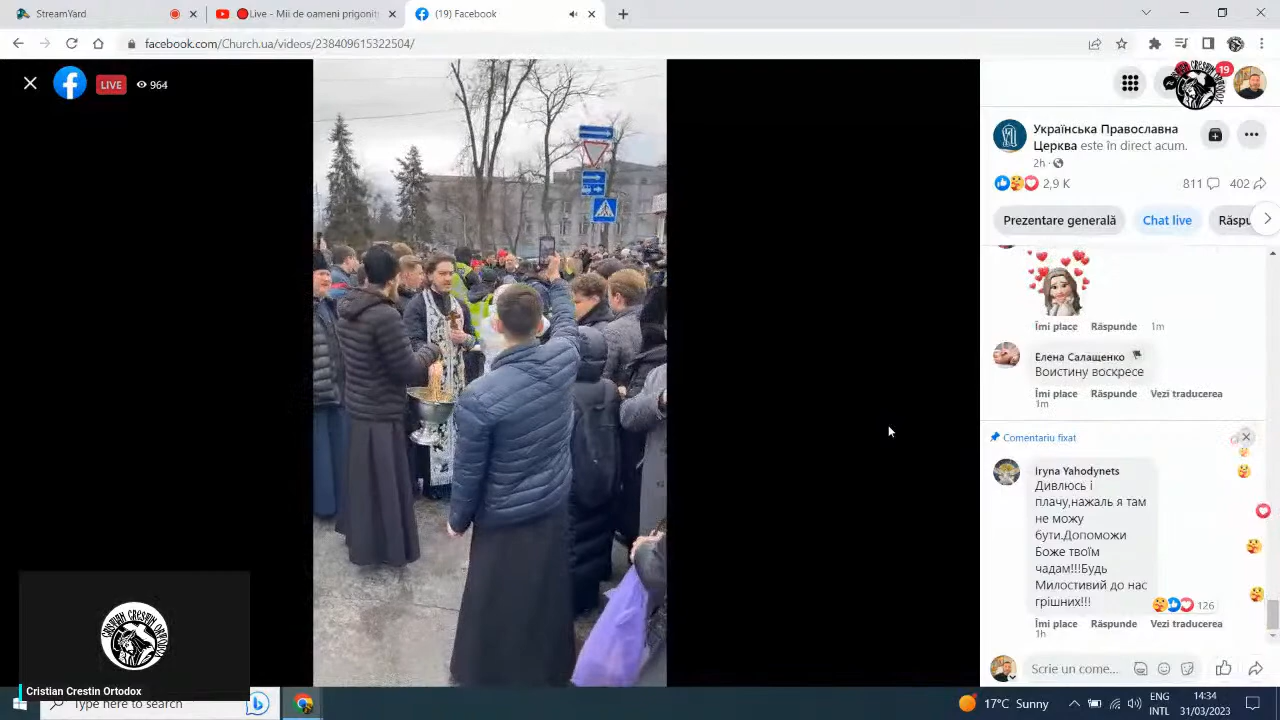 StreamYard
Live - Mii de oameni prigoniț
(19) Facebook
facebook.com/Church.ua/videos/238409615322504/
LIVE
964
19
Українська Православна
Церква este în direct acum.
2h
2,9 K
811
402
Prezentare generală
Chat live
Răspu
Îmi place Răspunde 1m
Елена Салащенко
Воистину воскресе
Îmi place Răspunde Vezi traducerea
1m
Comentariu fixat
Iryna Yahodynets
Дивлюсь і
плачу,нажаль я там
не можу
бути.Допоможи
Боже твоїм
чадам!!!Будь
Милостивий до нас
грішних!!!
126
Îmi place Răspunde Vezi traducerea
1h
Scrie un come...
CRESTIN ORTODOX
Cristian Crestin Ortodox
Type here to search
17°C Sunny
ENG
INTL
14:34
31/03/2023